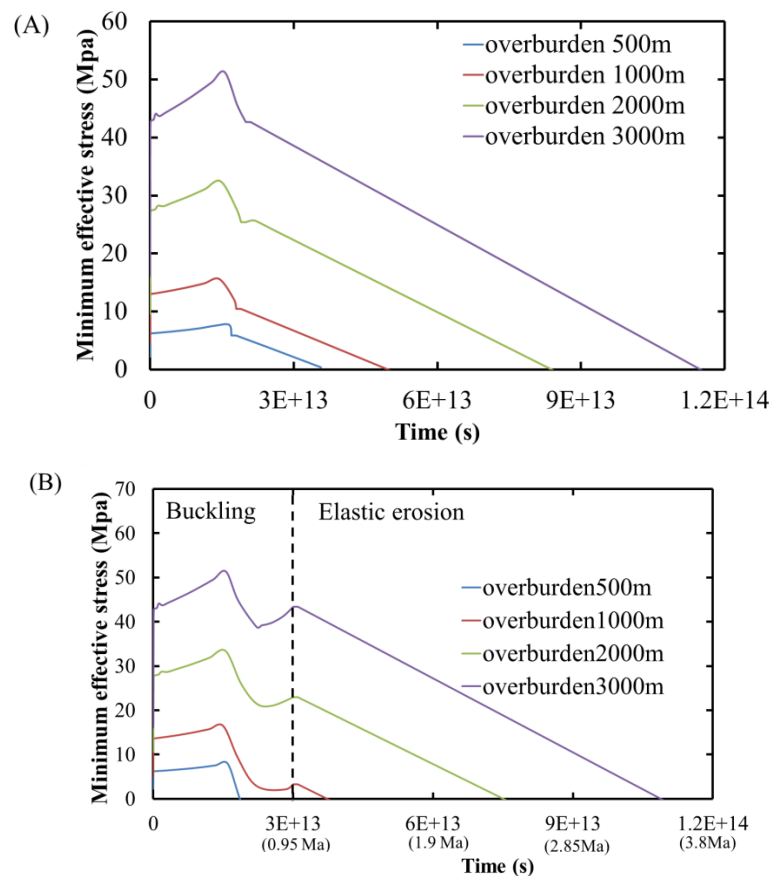 (A)
Minimum effective stress (Mpa)
60
50
40
30
20
10
0
overburden 500m
overburden 1000m
overburden 2000m
overburden 3000m
0
3E+13
6E+13
9E+13
1.2E+14
Time (s)
(B)
Minimum effective stress (Mpa)
70
60
50
40
30
20
10
0
Buckling
Elastic erosion
overburden500m
overburden1000m
overburden2000m
overburden3000m
0
3E+13
6E+13
9E+13
1.2E+14
(0.95 Ma)
(1.9 Ma)
(2.85Ma)
(3.8Ma)
Time (s)